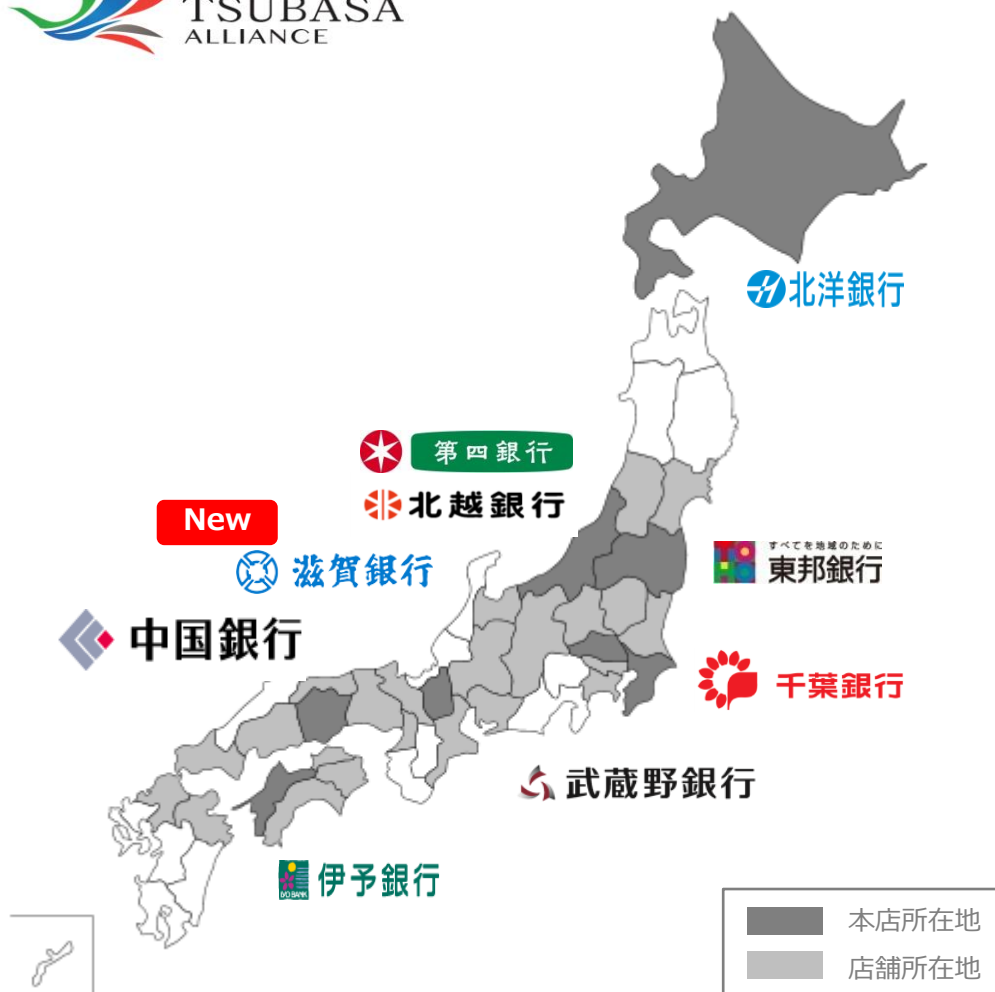 TSUBASA
ALLIANCE
北洋銀行
第四銀行
北越銀行
New
滋賀銀行
すべてを地域のために
東邦銀行
TOHO
中国銀行
千葉銀行
武蔵野銀行
伊予銀行
IYO BANK
本店所在地
店舗所在地